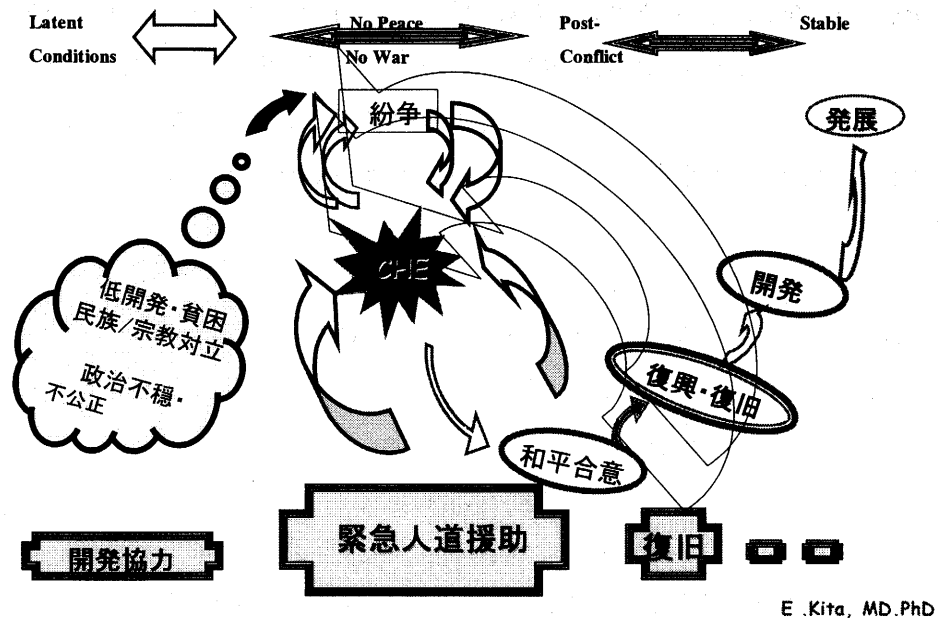 Latent
Conditions
No Peace
No War
Post-
Conflict
Stable
紛争
発展
CHE
開発
低開発・貧困
民族/宗教対立
政治不穏・
不公正
復興・復旧
和平合意
開発協力
緊急人道援助
復旧
E .Kita, MD.PhD